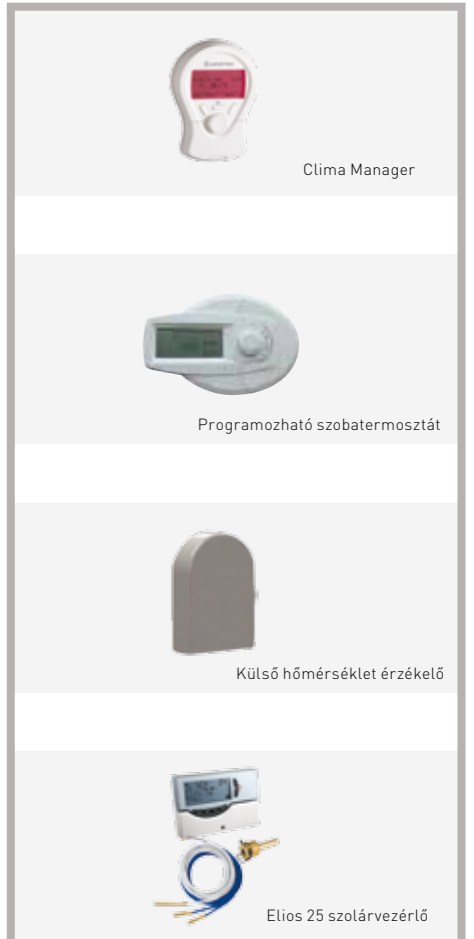 Clima Manager
Programozható szobatermosztát
Külső hőmérséklet érzékelő
Elios 25 szolárvezérlő